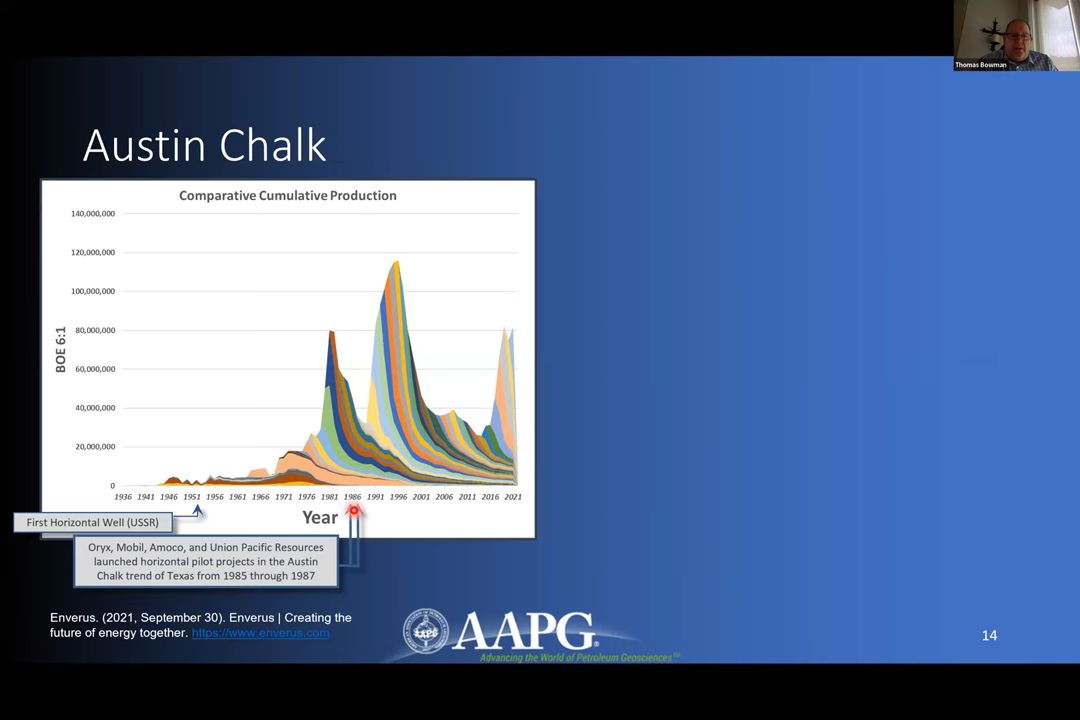 Thomas Bowman
Austin Chalk
Comparative Cumulative Production
140,000,000
120,000,000
100,000,000
80,000,000
60,000,000
40,000,000
20,000,000
0
BOE 6:1
1936 1941 1946 1951 1956 1961 1966 1971 1976 1981 1986 1991 1996 2001 2006 2011 2016 2021
Year
First Horizontal Well (USSR)
Oryx, Mobil, Amoco, and Union Pacific Resources
launched horizontal pilot projects in the Austin
Chalk trend of Texas from 1985 through 1987
Enverus. (2021, September 30). Enverus | Creating the
future of energy together. https://www.enverus.com
AAPG
AAPG
Advancing the World of Petroleum Geosciences™
14